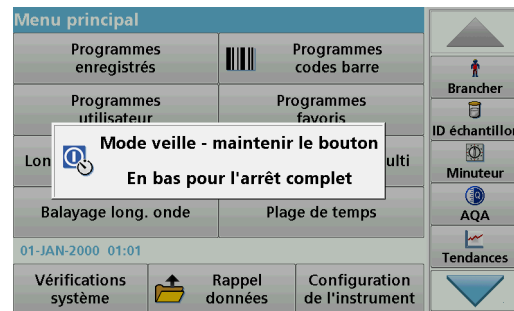 Menu principal
Programmes
enregistrés
Programmes
codes barre
Programmes
utilisateur
Programmes
favoris
Mode veille - maintenir le bouton
En bas pour l'arrêt complet
Lon
ulti
Balayage long. onde
Plage de temps
01-JAN-2000 01:01
Vérifications
système
Rappel
données
Configuration
de l'instrument
Brancher
ID échantillon
Minuteur
AQA
Tendances